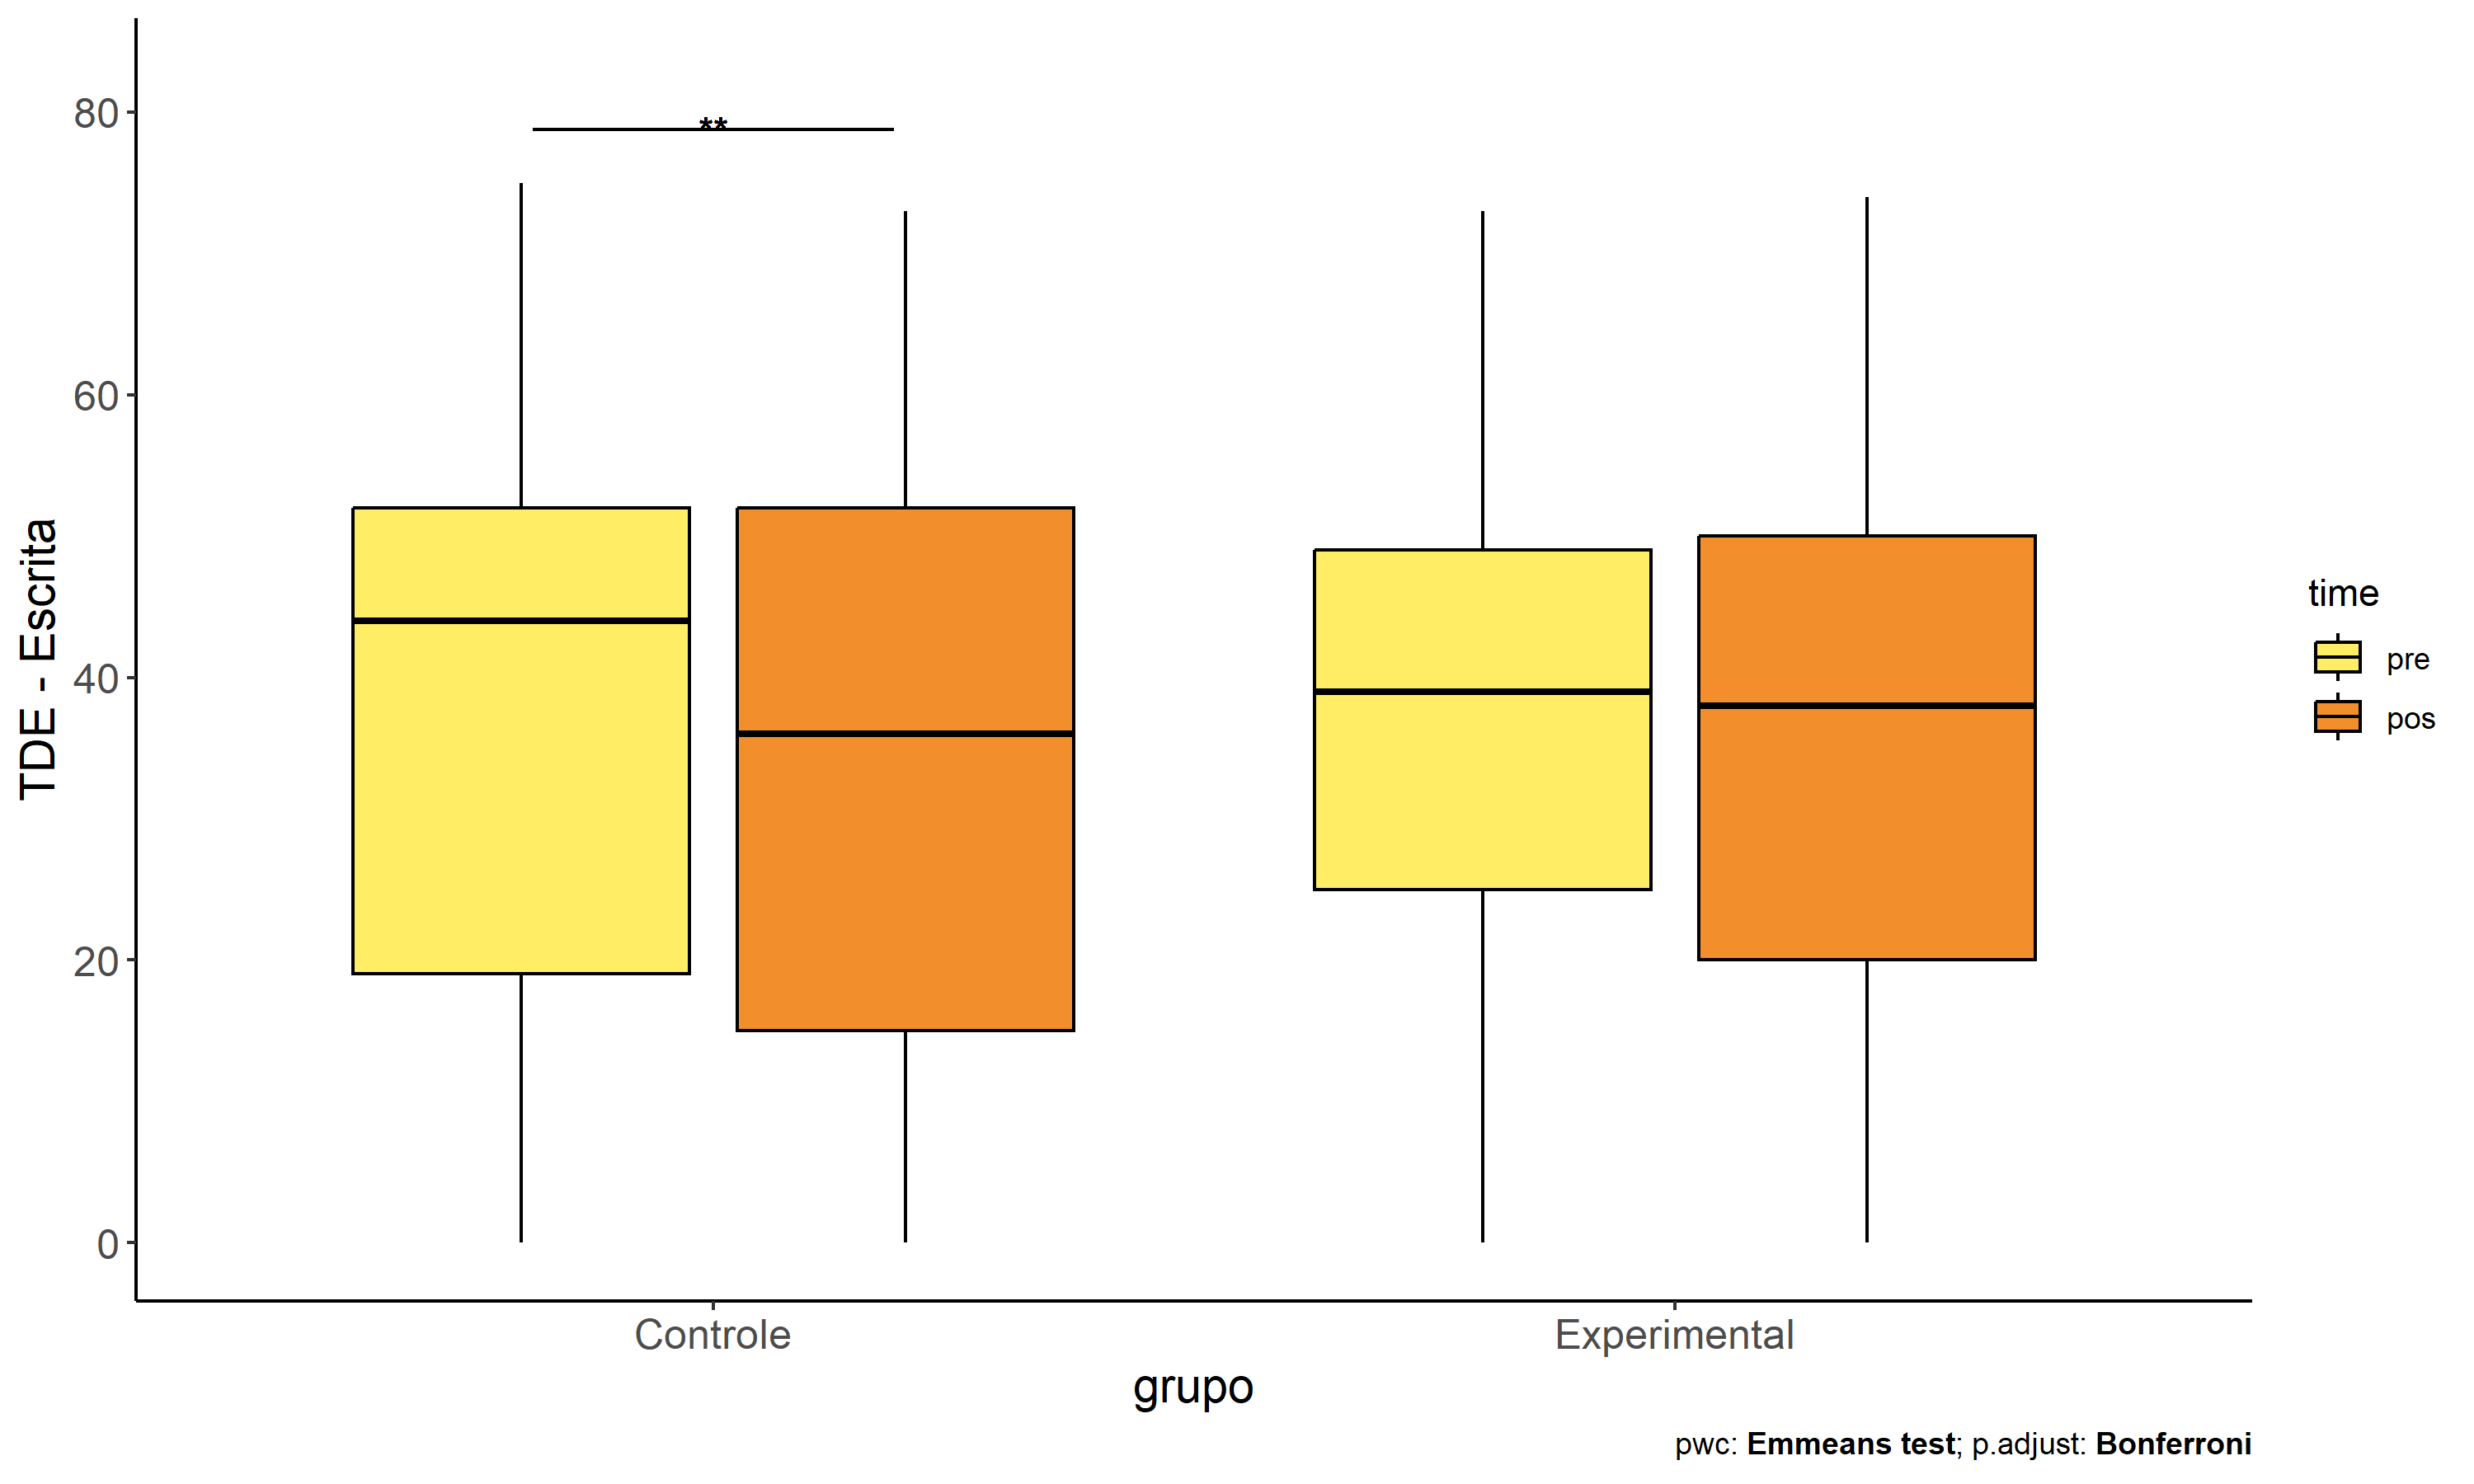 80
60
40
20
0
TDE - Escrita
**
Controle
Experimental
grupo
time
pre
pos
pwc: Emmeans test; p.adjust: Bonferroni